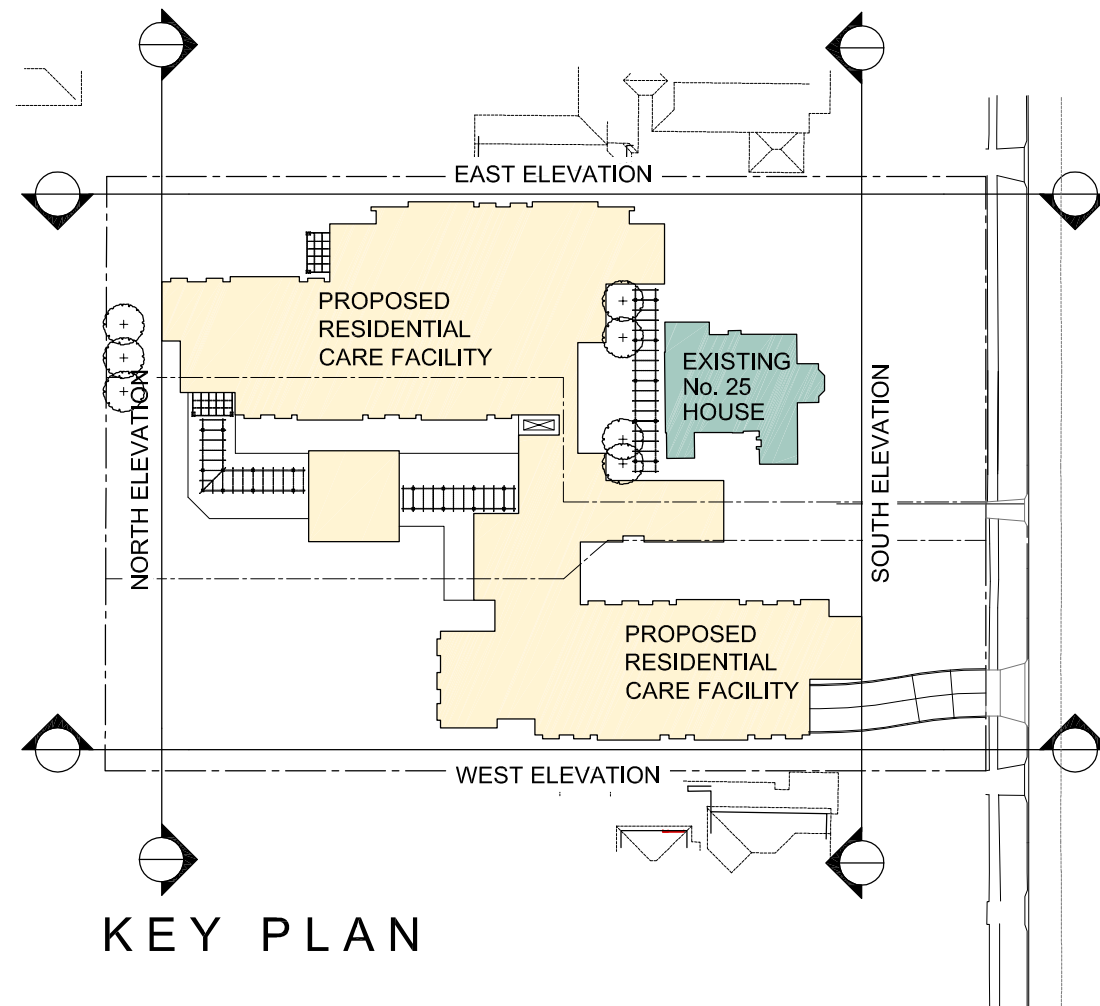 EAST ELEVATION
PROPOSED
RESIDENTIAL
CARE FACILITY
EXISTING
No. 25
HOUSE
NORTH ELEVATION
SOUTH ELEVATION
PROPOSED
RESIDENTIAL
CARE FACILITY
WEST ELEVATION
KEY PLAN